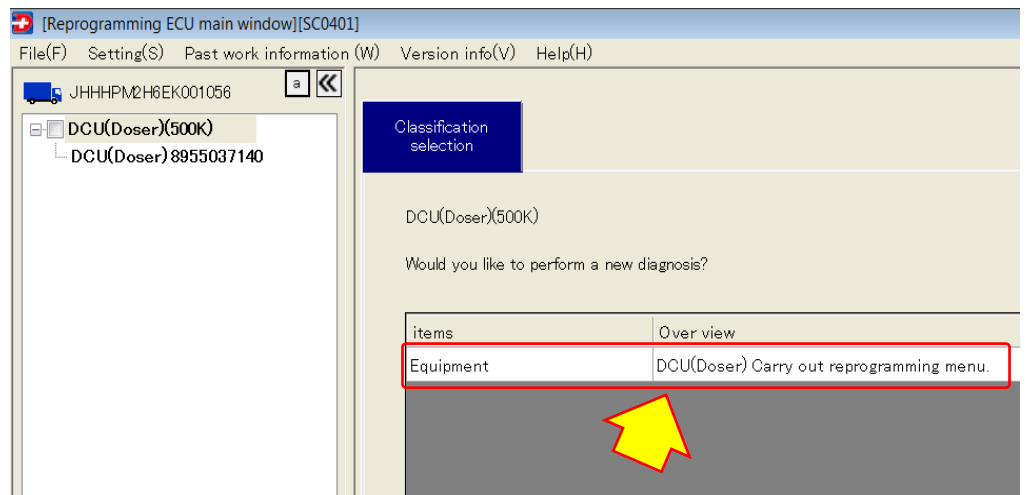 [Reprogramming ECU main window][SC0401]
File(F) Setting(S) Past work information (W) Version info(V) Help(H)
JHHHPM2H6EK001056
a
DCU(Doser)(500K)
DCU(Doser) 8955037140
Classification
selection
DCU(Doser)(500K)
Would you like to perform a new diagnosis?
items Over view
Equipment DCU(Doser) Carry out reprogramming menu.